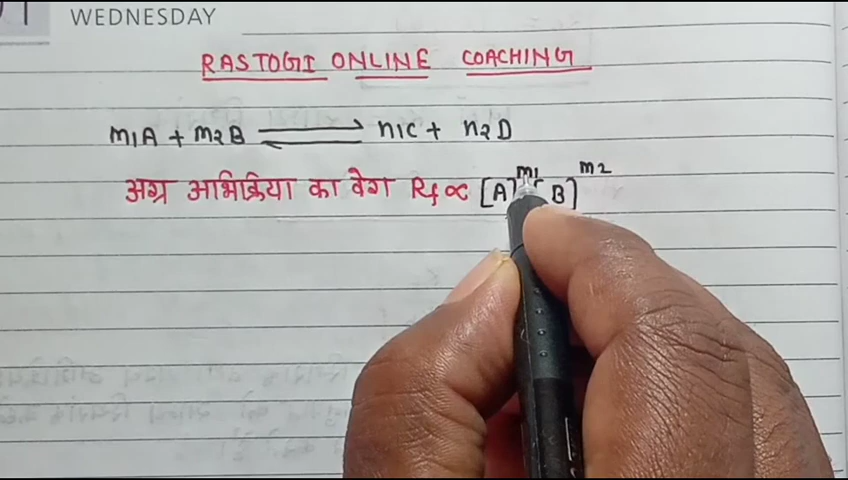 WEDNESDAY
RASTOGI ONLINE COACHING
m1A + m2B ⇌ n1C + n2D
अग्र अभिक्रिया का वेग Rf ∝ [A]^m1 [B]^m2